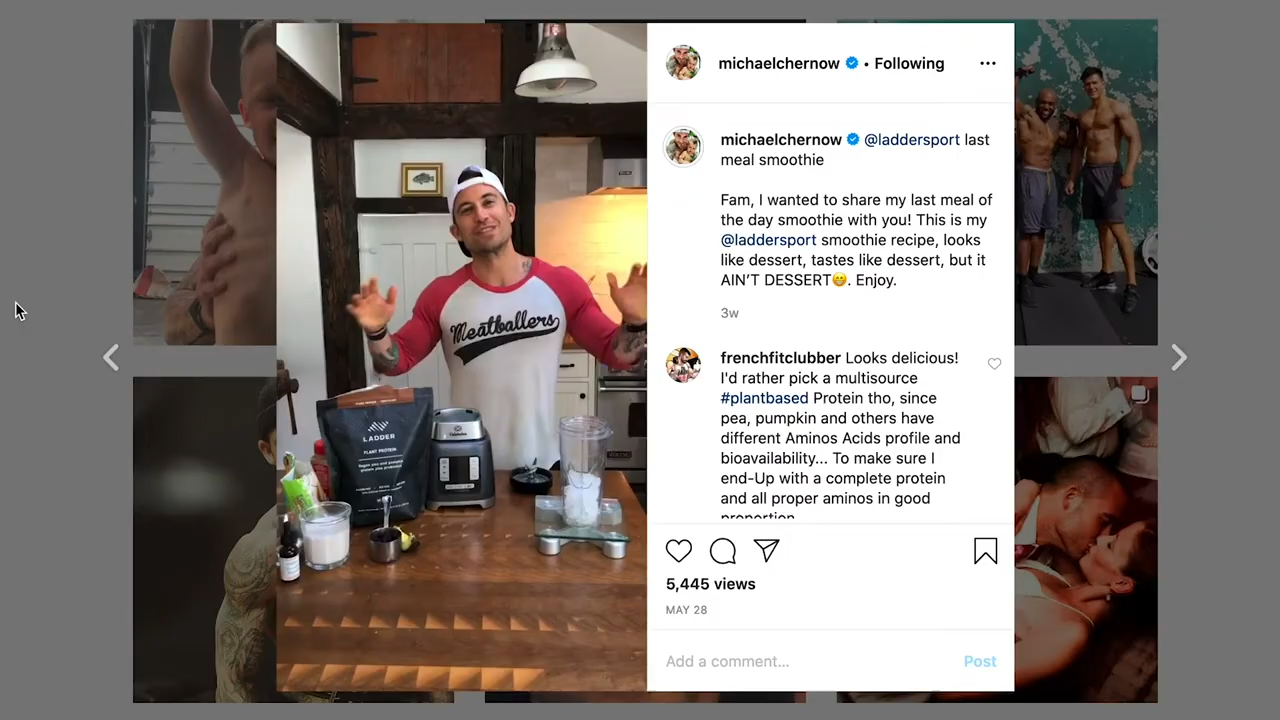 michaelchernow • Following •••
michaelchernow @laddersport last
meal smoothie
Fam, I wanted to share my last meal of
the day smoothie with you! This is my
@laddersport smoothie recipe, looks
like dessert, tastes like dessert, but it
AIN’T DESSERT😁. Enjoy.
3w
frenchfitclubber Looks delicious!
I'd rather pick a multisource
#plantbased Protein tho, since
pea, pumpkin and others have
different Aminos Acids profile and
bioavailability... To make sure I
end-Up with a complete protein
and all proper aminos in good
proportion
5,445 views
MAY 28
Add a comment... Post
Meatballers
LADDER
PLANT PROTEIN